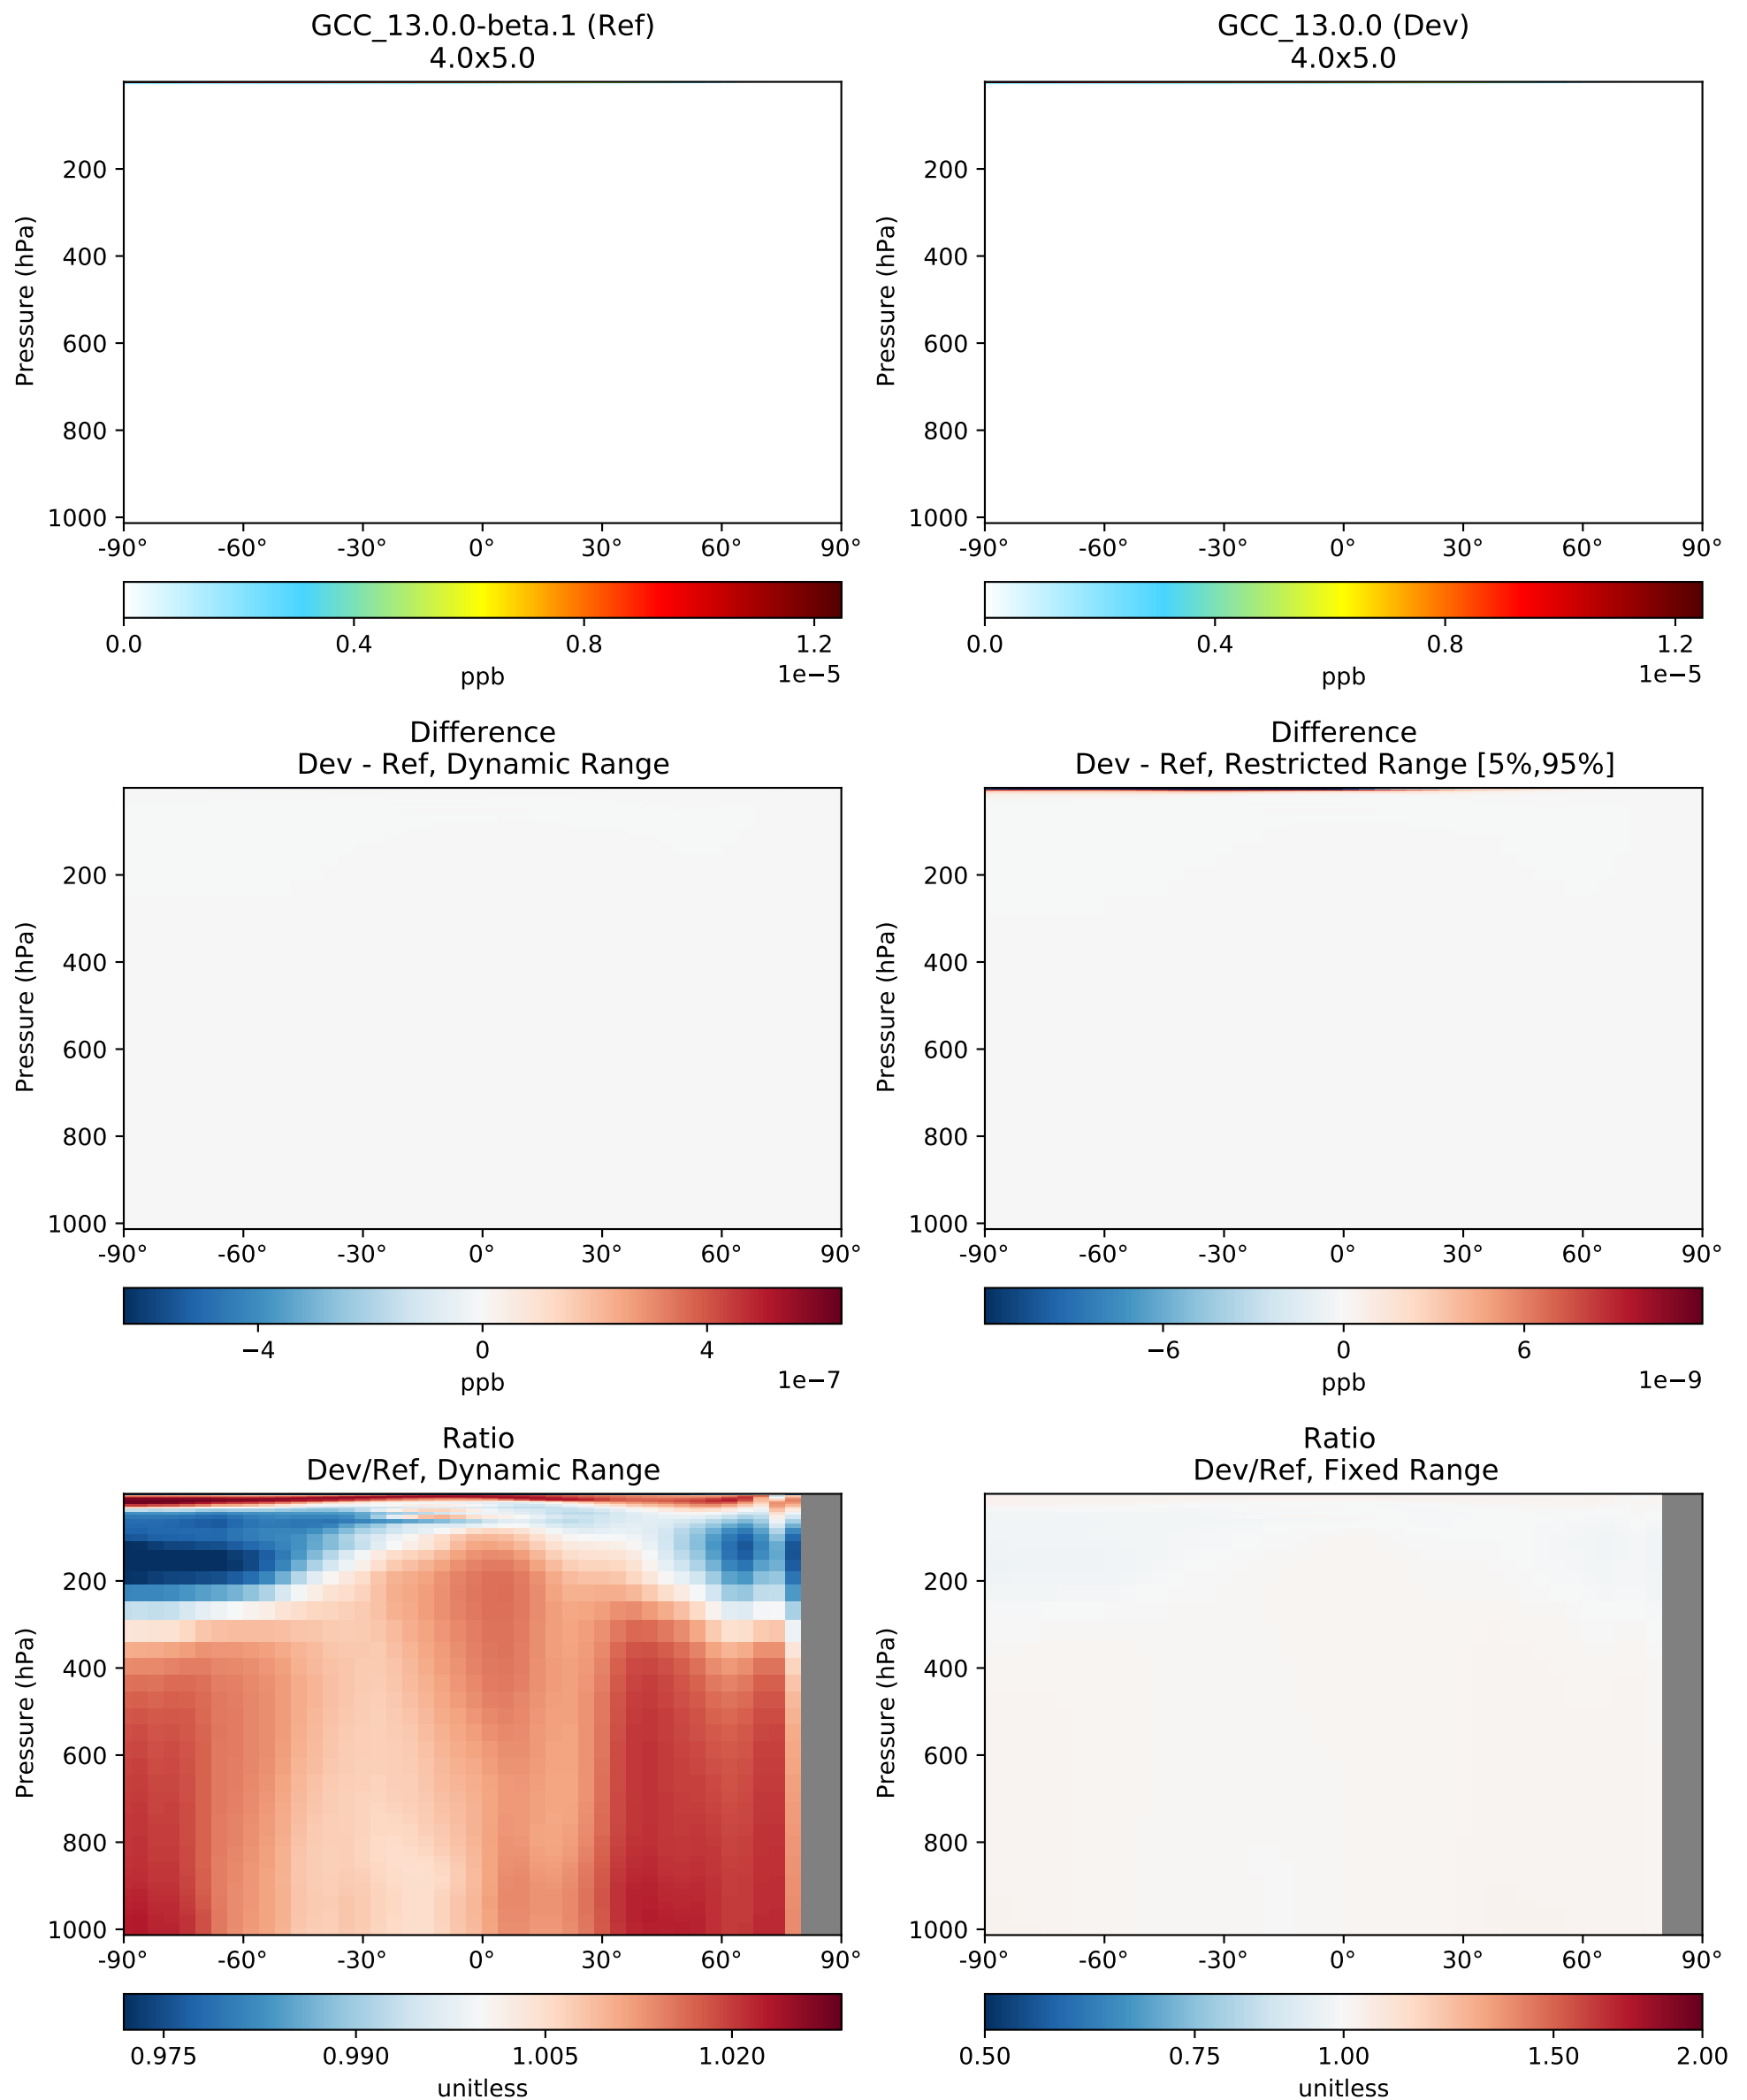 GCC_13.0.0-beta.1 (Ref)
4.0x5.0
GCC_13.0.0 (Dev)
4.0x5.0
Pressure (hPa)
200
400
600
800
1000
-90° -60° -30° 0° 30° 60° 90°
Pressure (hPa)
200
400
600
800
1000
-90° -60° -30° 0° 30° 60° 90°
0.0 0.4 0.8 1.2
ppb
1e−5
0.0 0.4 0.8 1.2
ppb
1e−5
Difference
Dev - Ref, Dynamic Range
Difference
Dev - Ref, Restricted Range [5%,95%]
Pressure (hPa)
200
400
600
800
1000
-90° -60° -30° 0° 30° 60° 90°
Pressure (hPa)
200
400
600
800
1000
-90° -60° -30° 0° 30° 60° 90°
−4 0 4
ppb
1e−7
−6 0 6
ppb
1e−9
Ratio
Dev/Ref, Dynamic Range
Ratio
Dev/Ref, Fixed Range
Pressure (hPa)
200
400
600
800
1000
-90° -60° -30° 0° 30° 60° 90°
Pressure (hPa)
200
400
600
800
1000
-90° -60° -30° 0° 30° 60° 90°
0.975 0.990 1.005 1.020
unitless
0.50 0.75 1.00 1.50 2.00
unitless